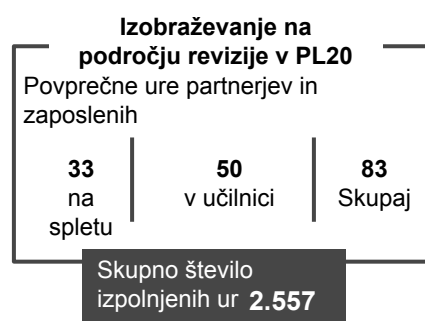 Izobraževanje na
področju revizije v PL20
Povprečne ure partnerjev in
zaposlenih
33
na
spletu
50
v učilnici
83
Skupaj
Skupno število
izpolnjenih ur 2.557